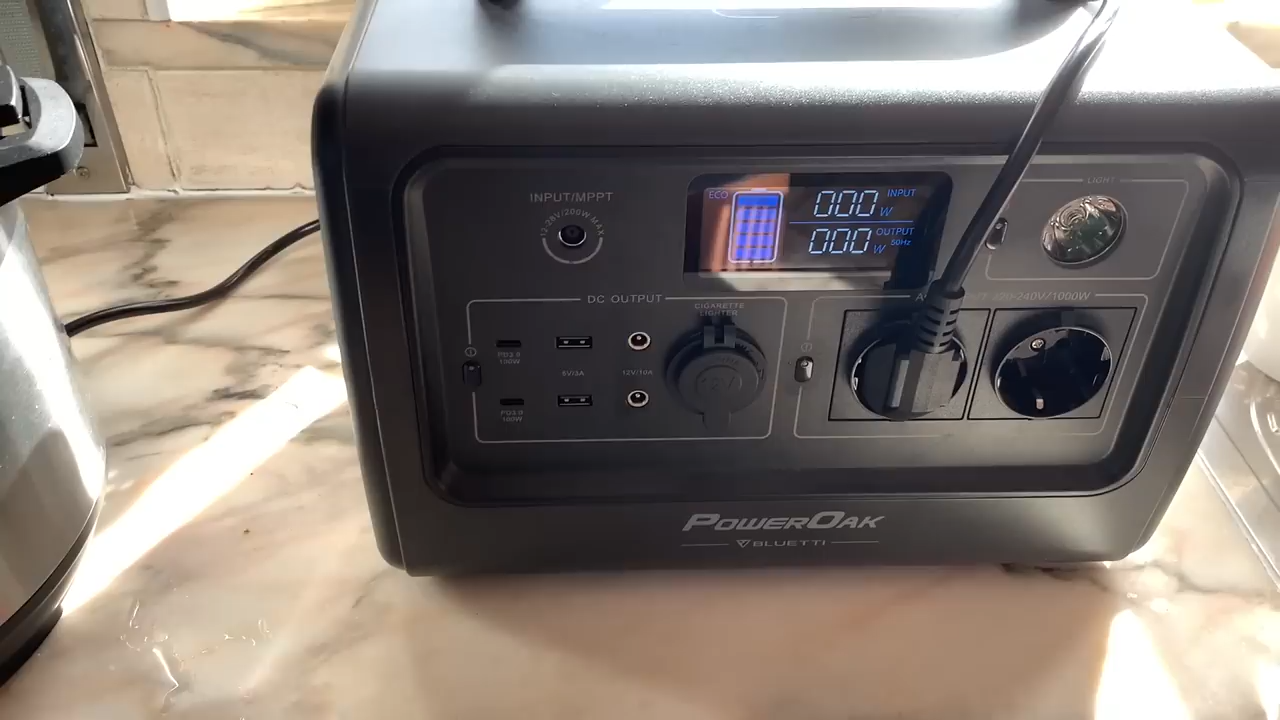 INPUT/MPPT
12-28V/200W MAX
ECO
000 W INPUT
000 W OUTPUT
50Hz
LIGHT
DC OUTPUT
CIGARETTE
LIGHTER
220-240V/1000W
PD3.0
100W
5V/3A
12V/10A
12V
PD3.0
100W
POWEROAK
BLUETTI